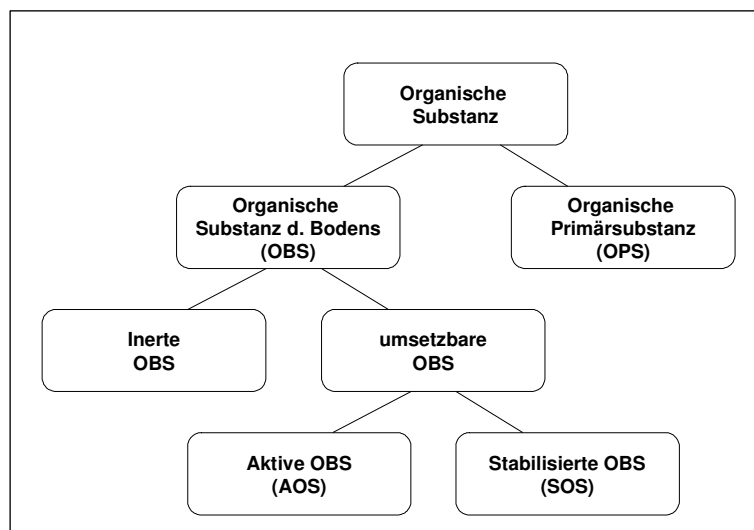 Organische
Substanz
Organische
Substanz d. Bodens
(OBS)
Organische
Primärsubstanz
(OPS)
Inerte
OBS
umsetzbare
OBS
Aktive OBS
(AOS)
Stabilisierte OBS
(SOS)